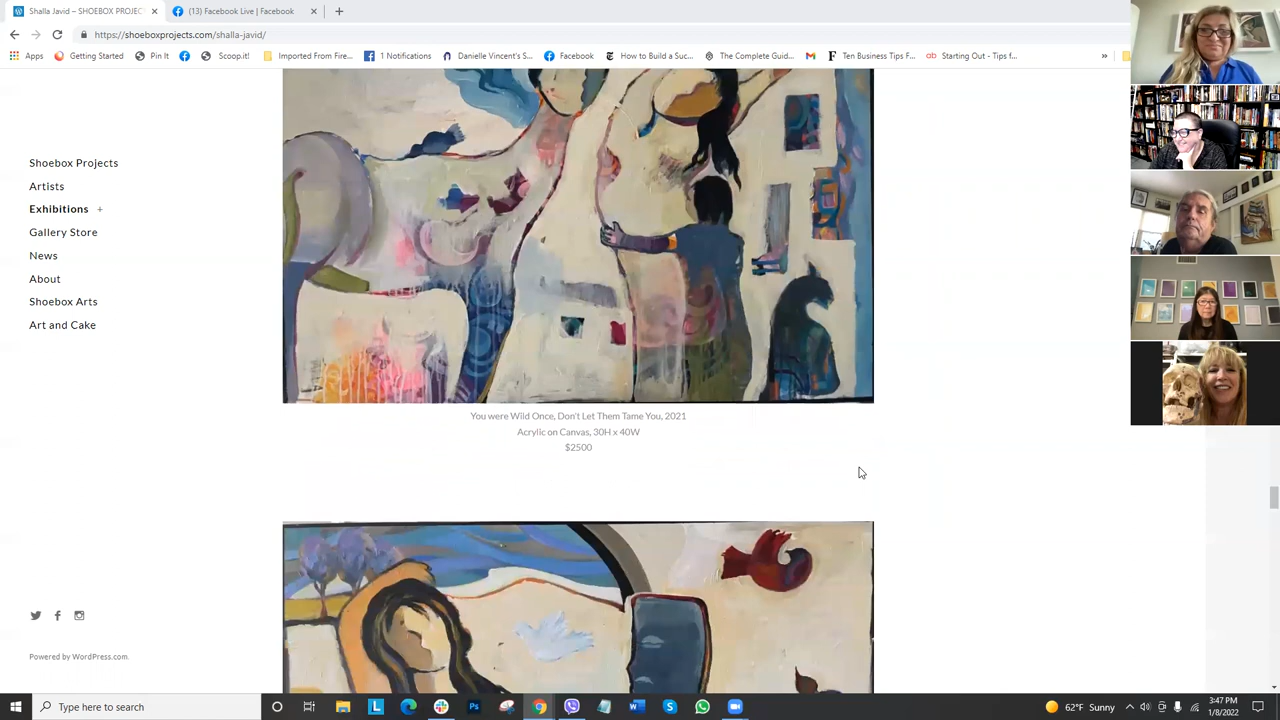 Shalla Javid – SHOEBOX PROJEC
(13) Facebook Live | Facebook
https://shoeboxprojects.com/shalla-javid/
Apps
Getting Started
Pin It
Scoop.it!
Imported From Fire...
1 Notifications
Danielle Vincent's S...
Facebook
How to Build a Suc...
The Complete Guid...
Ten Business Tips F...
Starting Out - Tips f...
»
Shoebox Projects
Artists
Exhibitions +
Gallery Store
News
About
Shoebox Arts
Art and Cake
You were Wild Once, Don't Let Them Tame You, 2021
Acrylic on Canvas, 30H x 40W
$2500
Powered by WordPress.com.
Type here to search
62°F Sunny
3:47 PM
1/8/2022